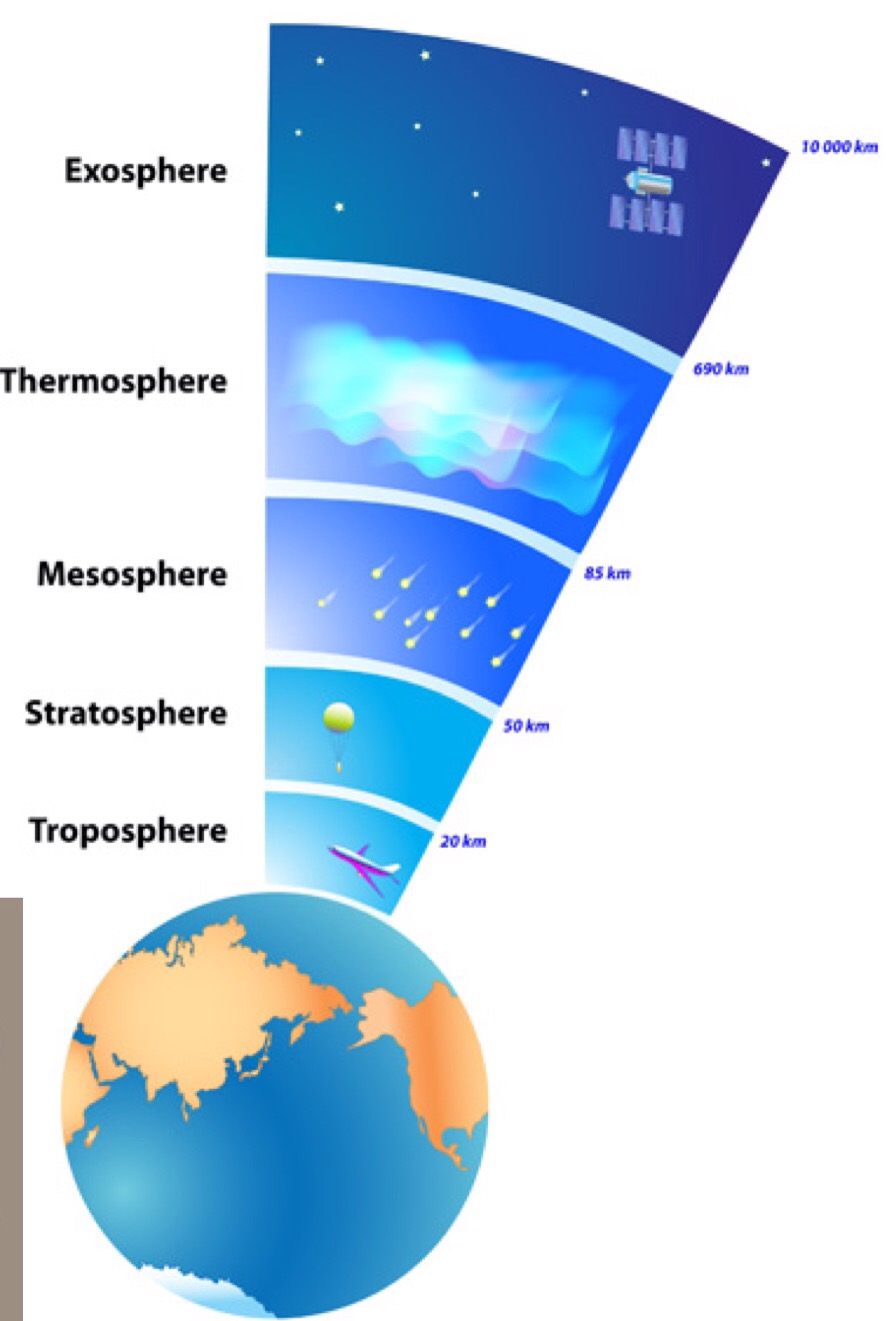 10 000 km
Exosphere
690 km
Thermosphere
85 km
Mesosphere
50 km
Stratosphere
20 km
Troposphere